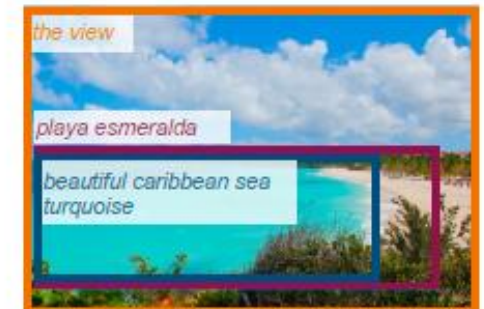 the view
playa esmeralda
beautiful caribbean sea
turquoise